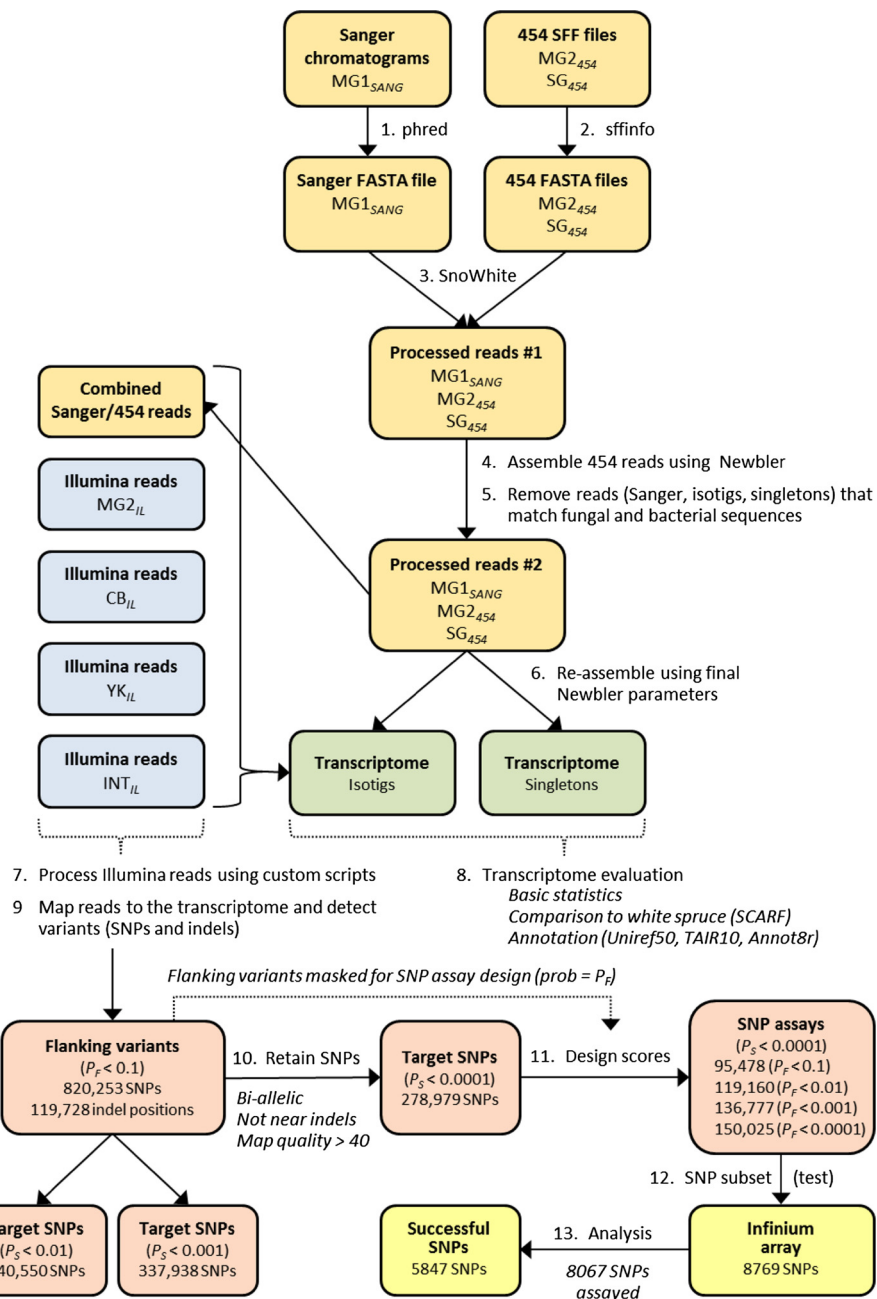 Sanger
chromatograms
MG1SANG
454 SFF files
MG2454
SG454
1. phred
2. sffinfo
Sanger FASTA file
MG1SANG
454 FASTA files
MG2454
SG454
3. SnoWhite
Processed reads #1
MG1SANG
MG2454
SG454
Combined
Sanger/454 reads
Illumina reads
MG2IL
Illumina reads
CBIL
Illumina reads
YKIL
Illumina reads
INTIL
4. Assemble 454 reads using Newbler
5. Remove reads (Sanger, isotigs, singletons) that
match fungal and bacterial sequences
Processed reads #2
MG1SANG
MG2454
SG454
6. Re-assemble using final
Newbler parameters
Transcriptome
Isotigs
Transcriptome
Singletons
7. Process Illumina reads using custom scripts
9 Map reads to the transcriptome and detect
variants (SNPs and indels)
8. Transcriptome evaluation
Basic statistics
Comparison to white spruce (SCARF)
Annotation (Uniref50, TAIR10, Annot8r)
Flanking variants masked for SNP assay design (prob = PF)
Flanking variants
(PF < 0.1)
820,253 SNPs
119,728 indel positions
10. Retain SNPs
Bi-allelic
Not near indels
Map quality > 40
Target SNPs
(PS < 0.0001)
278,979 SNPs
11. Design scores
SNP assays
(PS < 0.0001)
95,478 (PF < 0.1)
119,160 (PF < 0.01)
136,777 (PF < 0.001)
150,025 (PF < 0.0001)
12. SNP subset (test)
arget SNPs
(PS < 0.01)
40,550 SNPs
Target SNPs
(PS < 0.001)
337,938 SNPs
Successful
SNPs
5847 SNPs
13. Analysis
8067 SNPs
assayed
Infinium
array
8769 SNPs